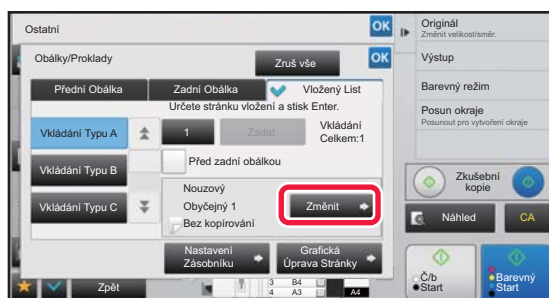 Ostatní
OK
Obálky/Proklady
Zruš vše
OK
Přední Obálka
Zadní Obálka
Vložený List
Určete stránku vložení a stisk Enter.
Vkládání Typu A
1
Zadat
Vkládání
Celkem:1
Vkládání Typu B
Před zadní obálkou
Vkládání Typu C
Nouzový
Obyčejný 1
Změnit
Bez kopírování
Nastavení
Zásobníku
Grafická
Úprava Stránky
Zpět
3 B4
4 A3
A4
Originál
Změnit velikost/směr.
Výstup
Barevný režim
Posun okraje
Posunout pro vytvoření okraje
Zkušební
kopie
Náhled
CA
Č/b
Start
Barevný
Start